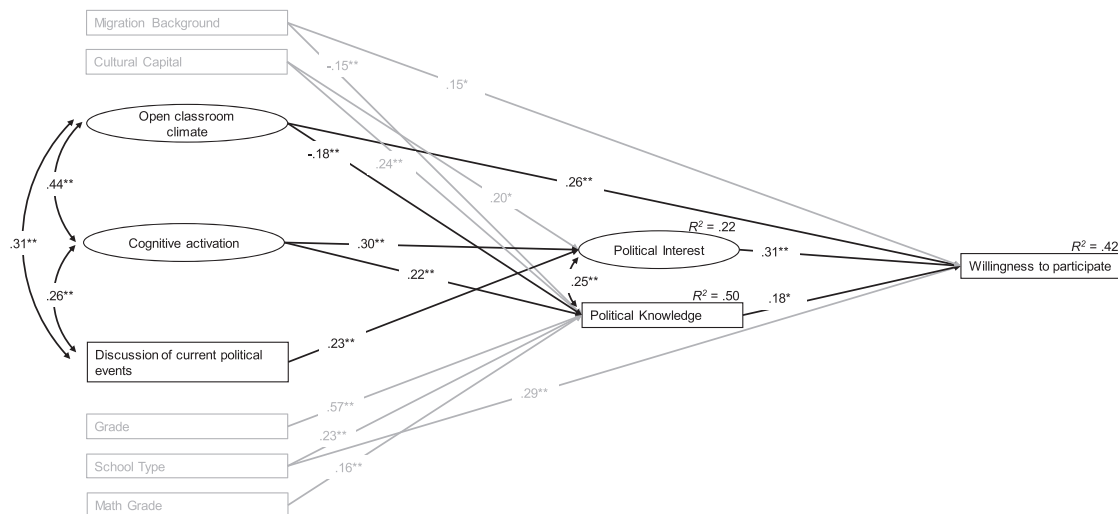 Migration Background
Cultural Capital
-.15**
.15*
Open classroom
climate
-.18**
.24**
.26**
.44**
.20*
R² = .22
R² = .42
.31**
Cognitive activation
.30**
Political Interest
.31**
Willingness to participate
.22**
.25**
.26**
R² = .50
.18*
Political Knowledge
Discussion of current political
events
.23**
.29**
Grade
.57**
.23**
School Type
.16**
Math Grade